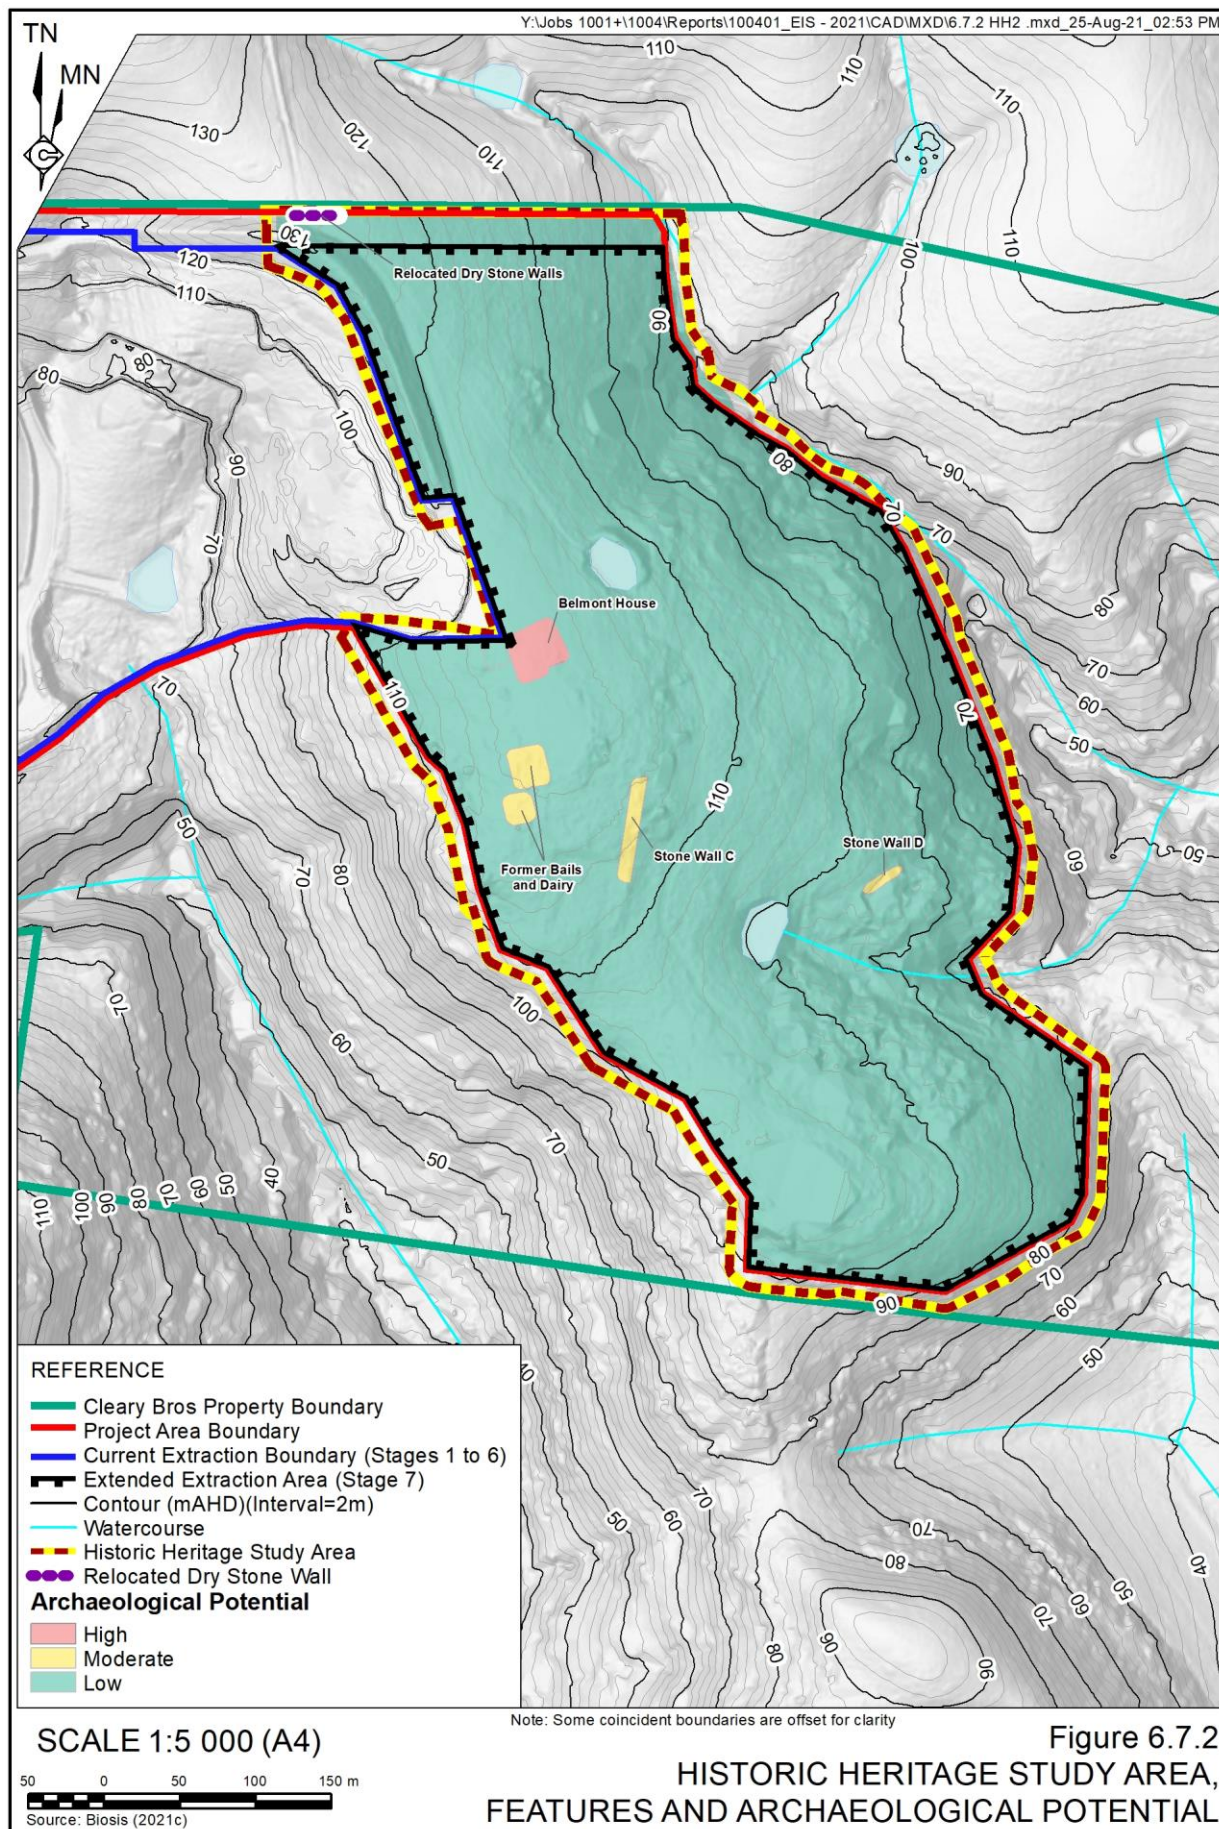 Y:\Jobs 1001+\1004\Reports\100401_EIS - 2021\CAD\MXD\6.7.2 HH2 .mxd_25-Aug-21_02:53 PM
TN
MN
110
110
110
130
120
110
110
100
130
120
110
Relocated Dry Stone Walls
90
80
80
100
90
80
90
70
70
70
80
Belmont House
70
60
110
70
70
50
110
50
Stone Wall D
Stone Wall C
50
70
80
60
Former Bails
and Dairy
70
100
60
70
50
110
100
90
80
70
60
50
40
80
70
60
90
50
REFERENCE
Cleary Bros Property Boundary
Project Area Boundary
Current Extraction Boundary (Stages 1 to 6)
Extended Extraction Area (Stage 7)
Contour (mAHD)(Interval=2m)
Watercourse
Historic Heritage Study Area
Relocated Dry Stone Wall
Archaeological Potential
High
Moderate
Low
40
70
60
50
70
80
40
50
60
70
80
90
90
Note: Some coincident boundaries are offset for clarity
SCALE 1:5 000 (A4)
50 0 50 100 150 m
Source: Biosis (2021c)
Figure 6.7.2
HISTORIC HERITAGE STUDY AREA,
FEATURES AND ARCHAEOLOGICAL POTENTIAL